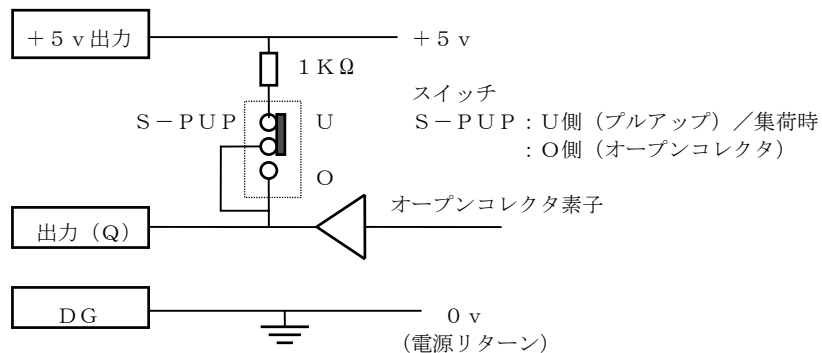 ＋５ｖ出力
＋５ｖ
１ＫΩ
スイッチ
Ｓ－ＰＵＰ
Ｕ
Ｓ－ＰＵＰ：Ｕ側（プルアップ）／集荷時
：Ｏ側（オープンコレクタ）
Ｏ
オープンコレクタ素子
出力（Ｑ）
ＤＧ
０ｖ
（電源リターン）